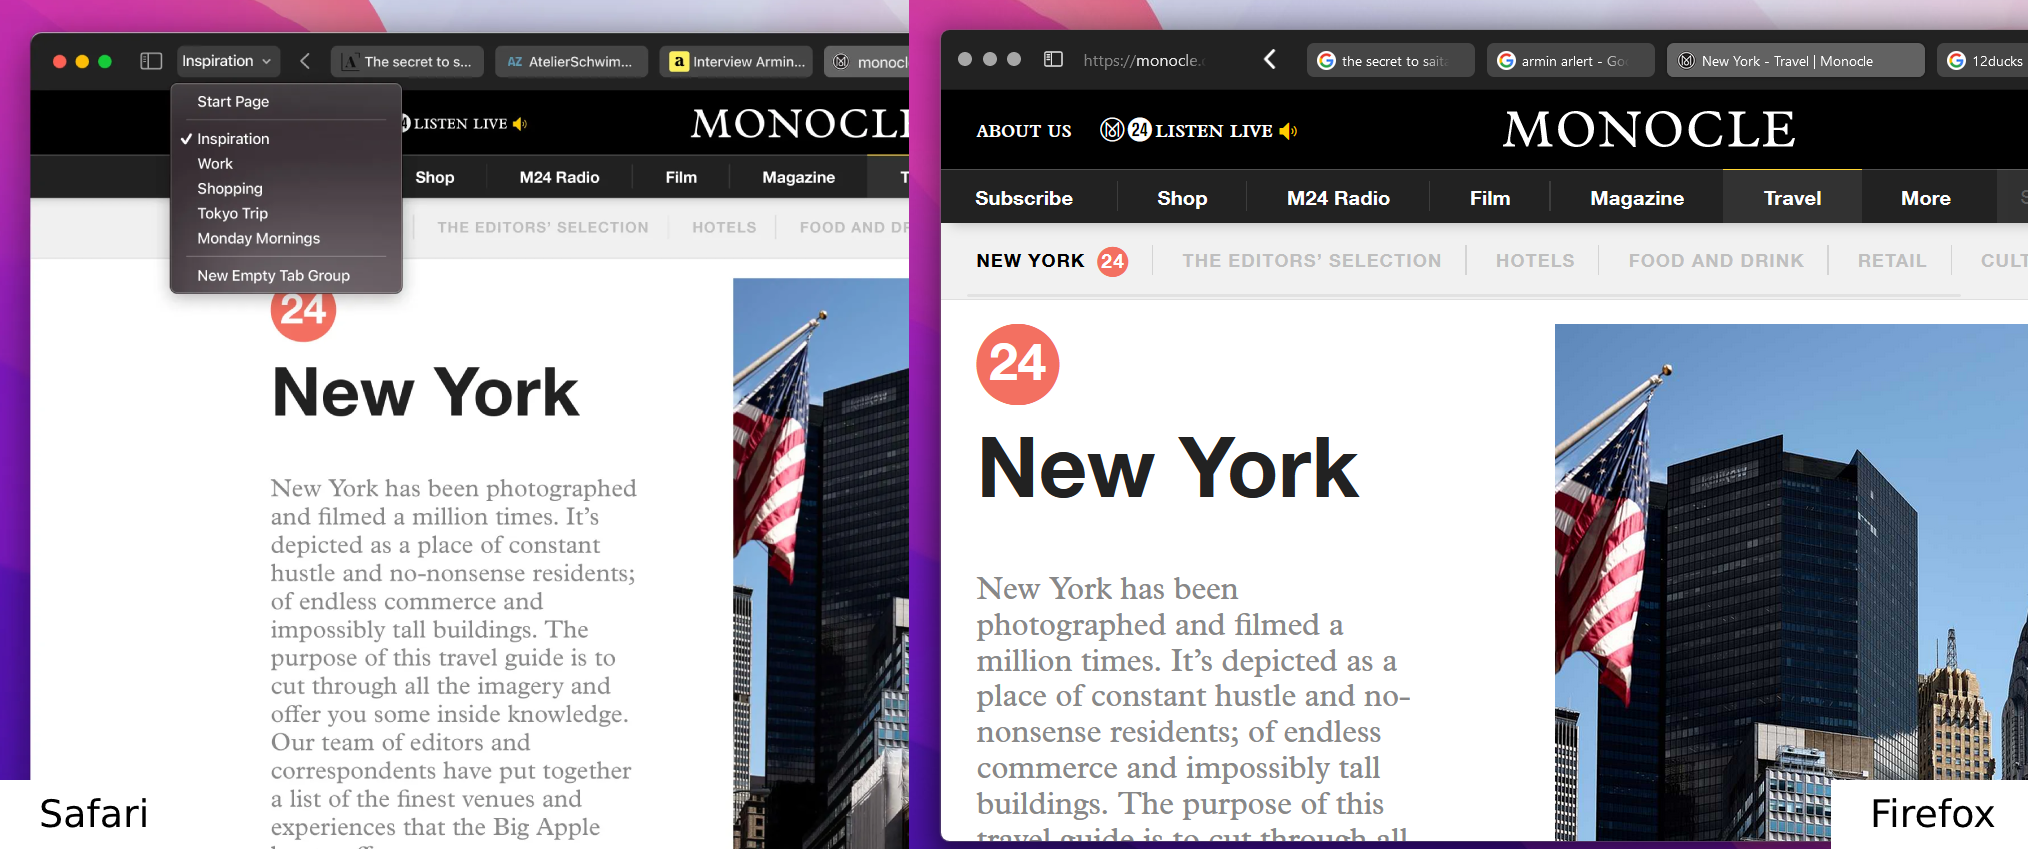 Inspiration
The secret to s...
AZ AtelierSchwim...
a Interview Armin...
Start Page
Inspiration
Work
Shopping
Tokyo Trip
Monday Mornings
New Empty Tab Group
LISTEN LIVE
Shop
M24 Radio
Film
Magazine
THE EDITORS' SELECTION
HOTELS
24
New York
New York has been photographed
and filmed a million times. It's
depicted as a place of constant
hustle and no-nonsense residents;
of endless commerce and
impossibly tall buildings. The
purpose of this travel guide is to
cut through all the imagery and
offer you some inside knowledge.
Our team of editors and
correspondents have put together
a list of the finest venues and
experiences that the Big Apple
Safari
https://monocle.
the secret to sait
armin arlert - Go
New York - Travel | Monocle
12ducks
ABOUT US
24 LISTEN LIVE
MONOCLE
Subscribe
Shop
M24 Radio
Film
Magazine
Travel
More
NEW YORK 24
THE EDITORS' SELECTION
HOTELS
FOOD AND DRINK
RETAIL
24
New York
New York has been
photographed and filmed a
million times. It's depicted as a
place of constant hustle and no-
nonsense residents; of endless
commerce and impossibly tall
buildings. The purpose of this
travel guide is to cut through all
Firefox